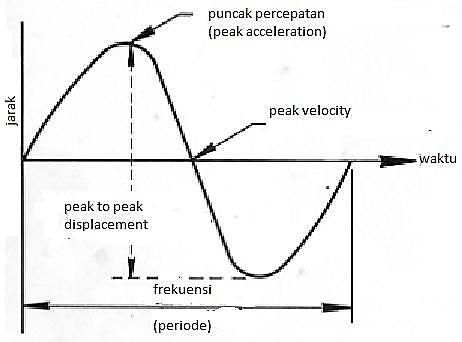 puncak percepatan
(peak acceleration)
jarak
peak velocity
waktu
peak to peak
displacement
frekuensi
(periode)